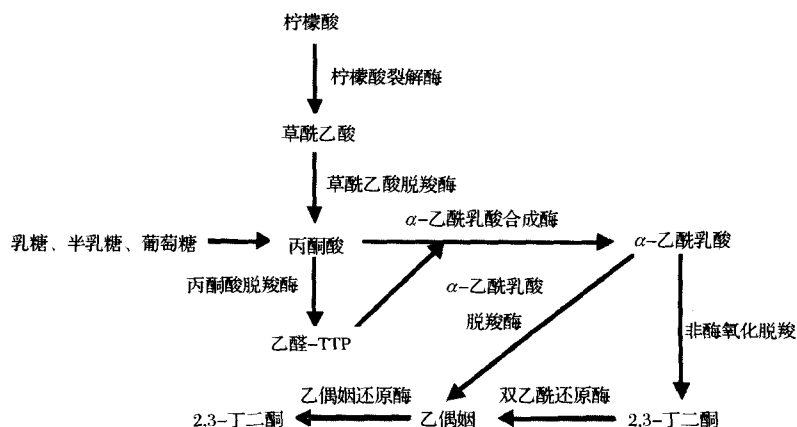 柠檬酸
柠檬酸裂解酶
草酰乙酸
草酰乙酸脱羧酶
α-乙酰乳酸合成酶
乳糖、半乳糖、葡萄糖
丙酮酸
α-乙酰乳酸
丙酮酸脱羧酶
α-乙酰乳酸
脱羧酶
乙醛-TTP
非酶氧化脱羧
乙偶姻还原酶
双乙酰还原酶
2,3-丁二酮
乙偶姻
2,3-丁二酮